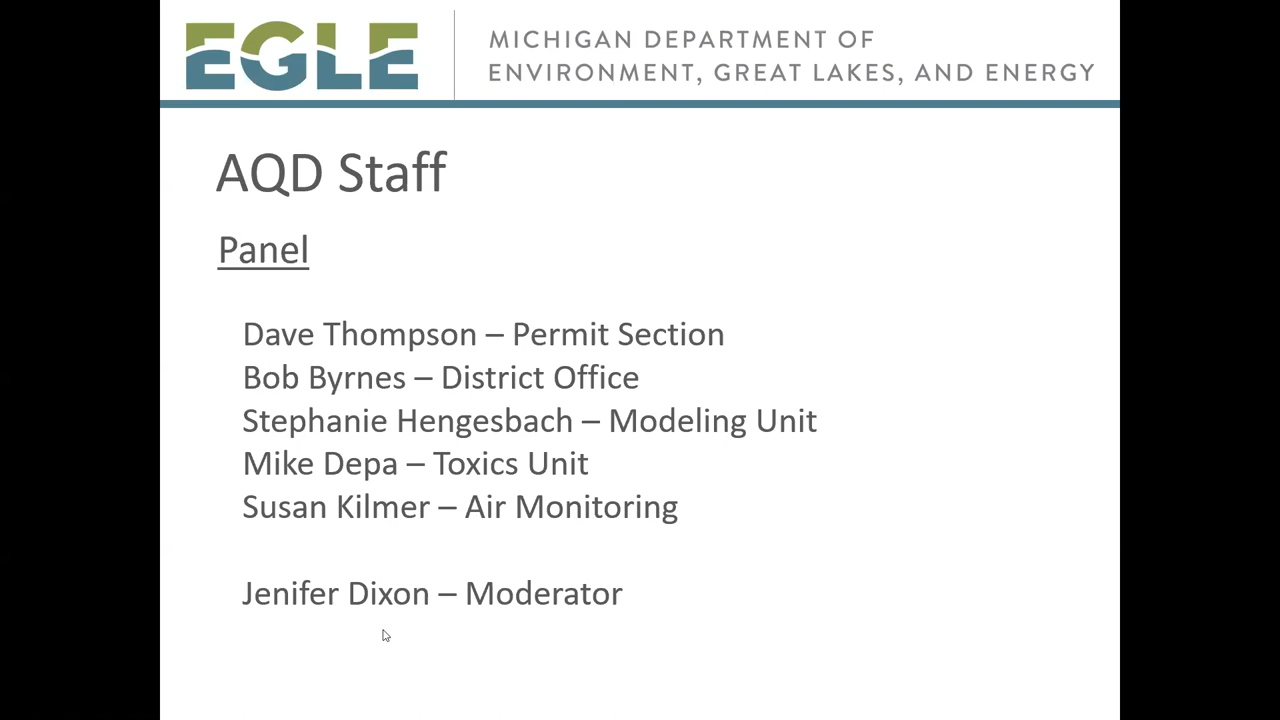 EGLE
MICHIGAN DEPARTMENT OF
ENVIRONMENT, GREAT LAKES, AND ENERGY
AQD Staff
Panel
Dave Thompson – Permit Section
Bob Byrnes – District Office
Stephanie Hengesbach – Modeling Unit
Mike Depa – Toxics Unit
Susan Kilmer – Air Monitoring
Jenifer Dixon – Moderator